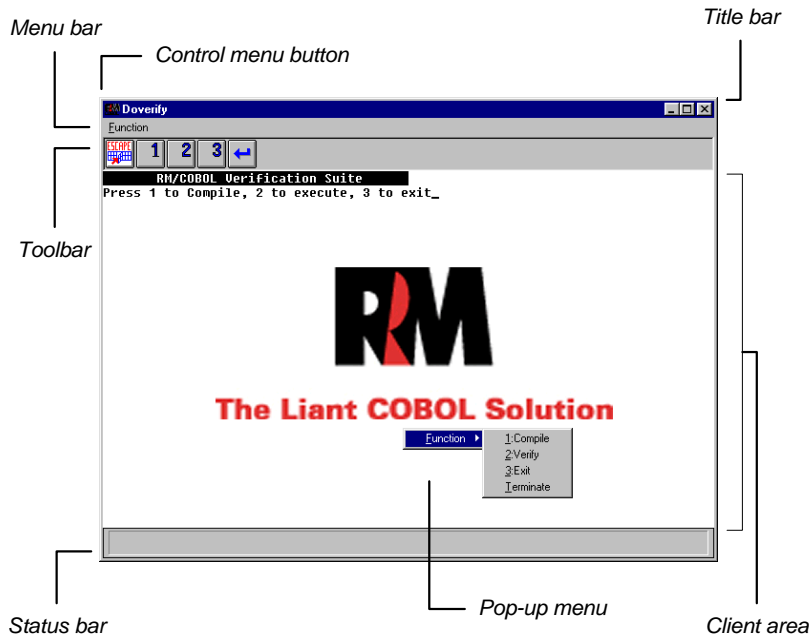 Title bar
Menu bar
Control menu button
Doverify
Function
ESCAPE 1 2 3
RM/COBOL Verification Suite
Press 1 to Compile, 2 to execute, 3 to exit_
Toolbar
RM
The Liant COBOL Solution
Function
1:Compile
2:Verify
3:Exit
Terminate
Pop-up menu
Status bar
Client area